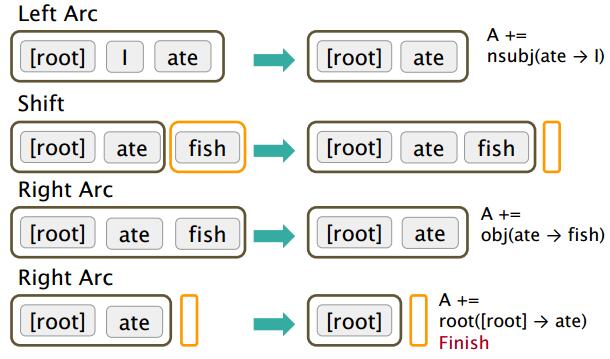 Left Arc
[root] I ate [root] ate
A +=
nsubj(ate → I)
Shift
[root] ate fish [root] ate fish
Right Arc
[root] ate fish [root] ate
A +=
obj(ate → fish)
Right Arc
[root] ate [root]
A +=
root([root] → ate)
Finish